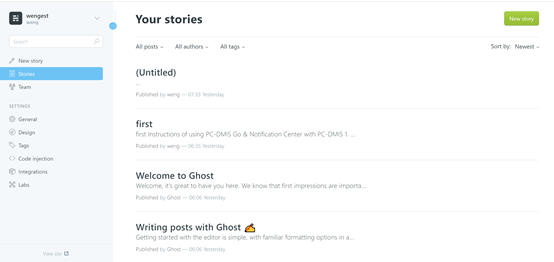 wengest
weng
Search
New story
Stories
Team
SETTINGS
General
Design
Tags
Code injection
Integrations
Labs
View site
Your stories
New story
All posts
All authors
All tags
Sort by: Newest
(Untitled)
...
Published by weng — 07:33 Yesterday
first
first Instructions of using PC-DMIS Go & Notification Center with PC-DMIS 1. ...
Published by weng — 06:35 Yesterday
Welcome to Ghost
Welcome, it's great to have you here. We know that first impressions are importa...
Published by Ghost — 06:06 Yesterday
Writing posts with Ghost ✍️
Getting started with the editor is simple, with familiar formatting options in a...
Published by Ghost — 06:06 Yesterday